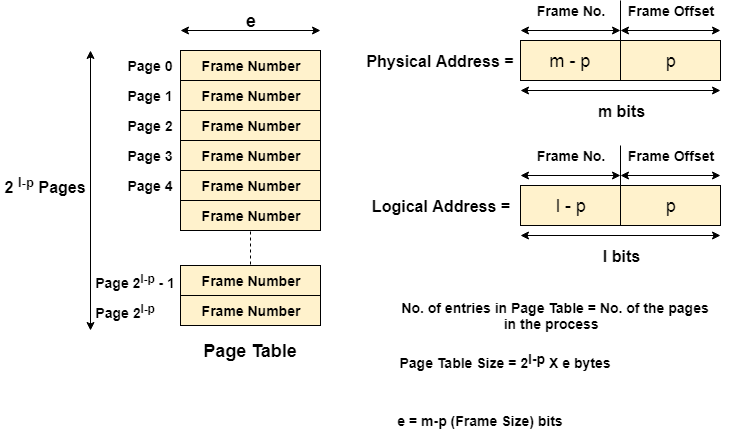 e
Page 0 Frame Number
Page 1 Frame Number
Page 2 Frame Number
Page 3 Frame Number
Page 4 Frame Number
Frame Number
2 l-p Pages
Page 2l-p - 1 Frame Number
Page 2l-p Frame Number
Page Table
Frame No. Frame Offset
Physical Address = m - p p
m bits
Frame No. Frame Offset
Logical Address = l - p p
l bits
No. of entries in Page Table = No. of the pages
in the process
Page Table Size = 2l-p X e bytes
e = m-p (Frame Size) bits